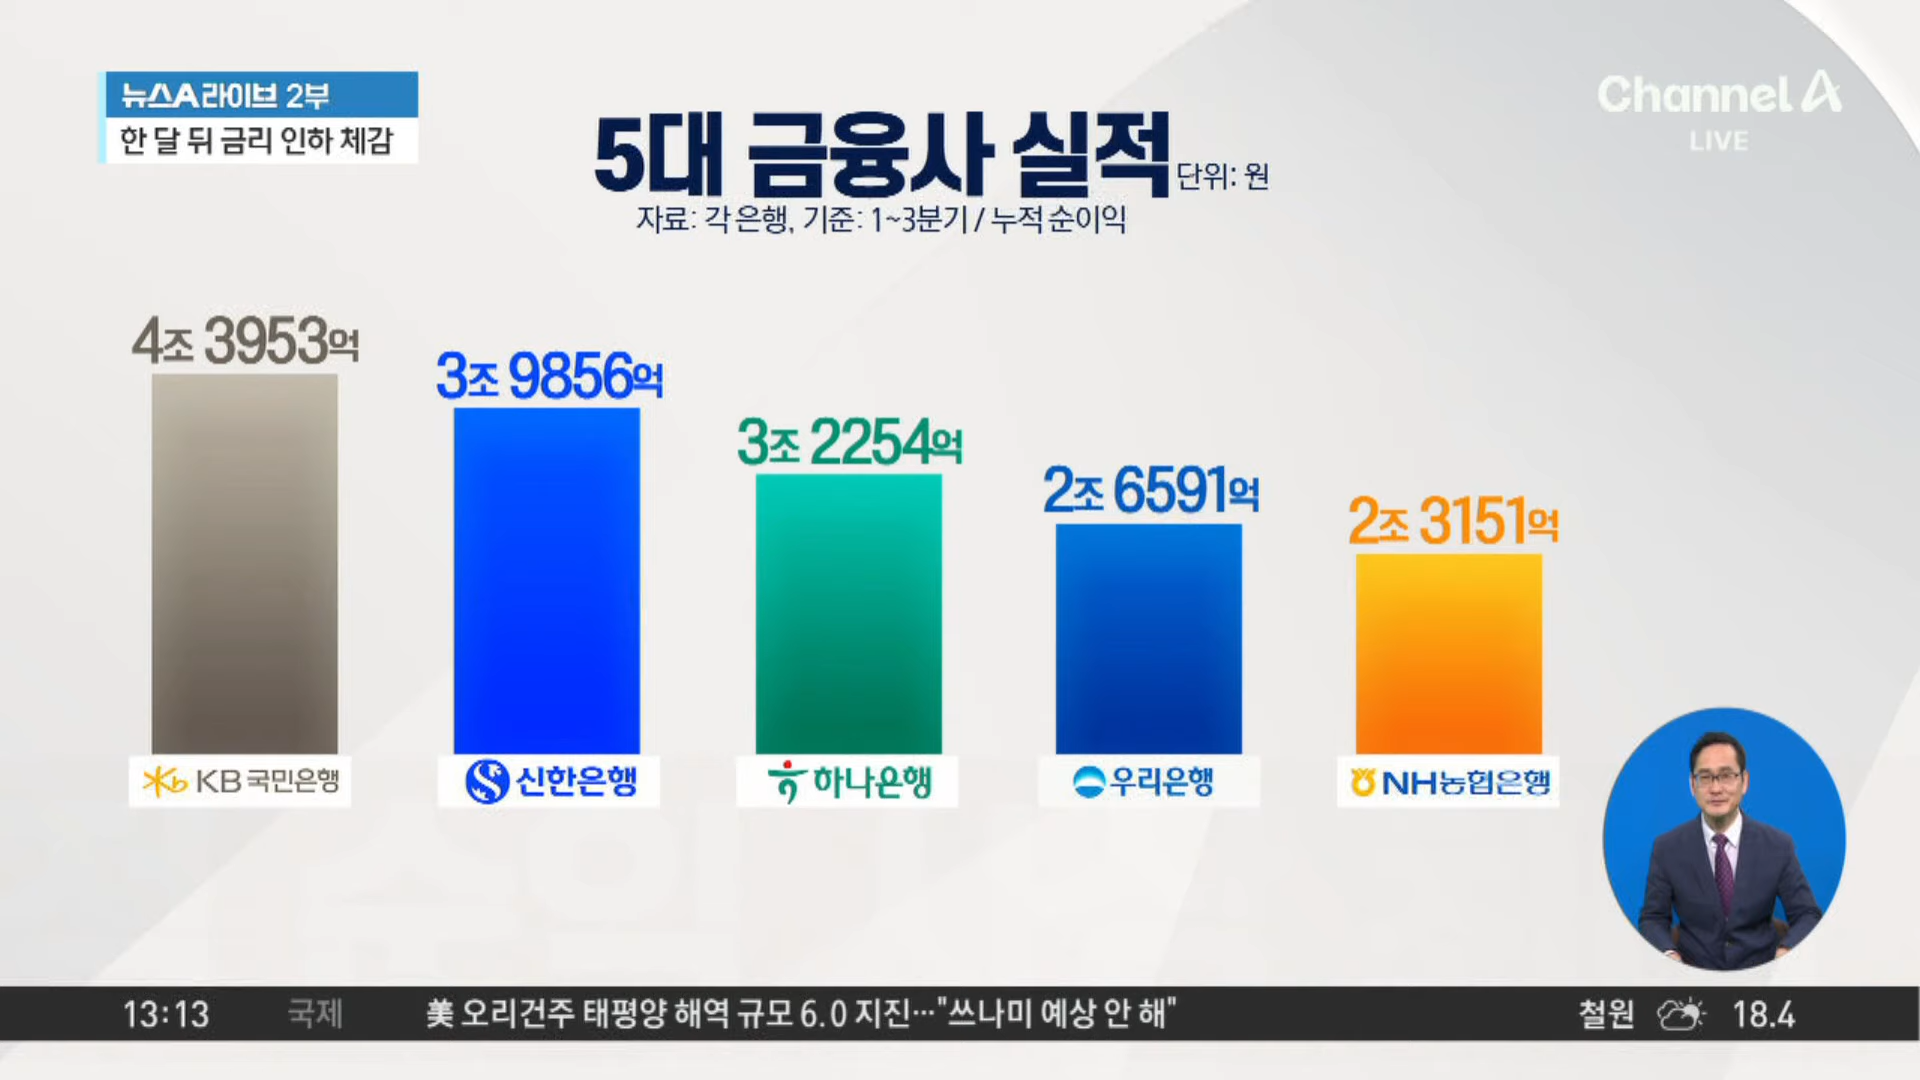 뉴스A 라이브 2부
한 달 뒤 금리 인하 체감
Channel A
LIVE
5대 금융사 실적 단위: 원
자료: 각 은행, 기준: 1~3분기 / 누적 순이익
4조 3953억
3조 9856억
3조 2254억
2조 6591억
2조 3151억
KB국민은행
신한은행
하나은행
우리은행
NH농협은행
13:13 국제 美 오리건주 태평양 해역 규모 6.0 지진…"쓰나미 예상 안 해" 철원 18.4